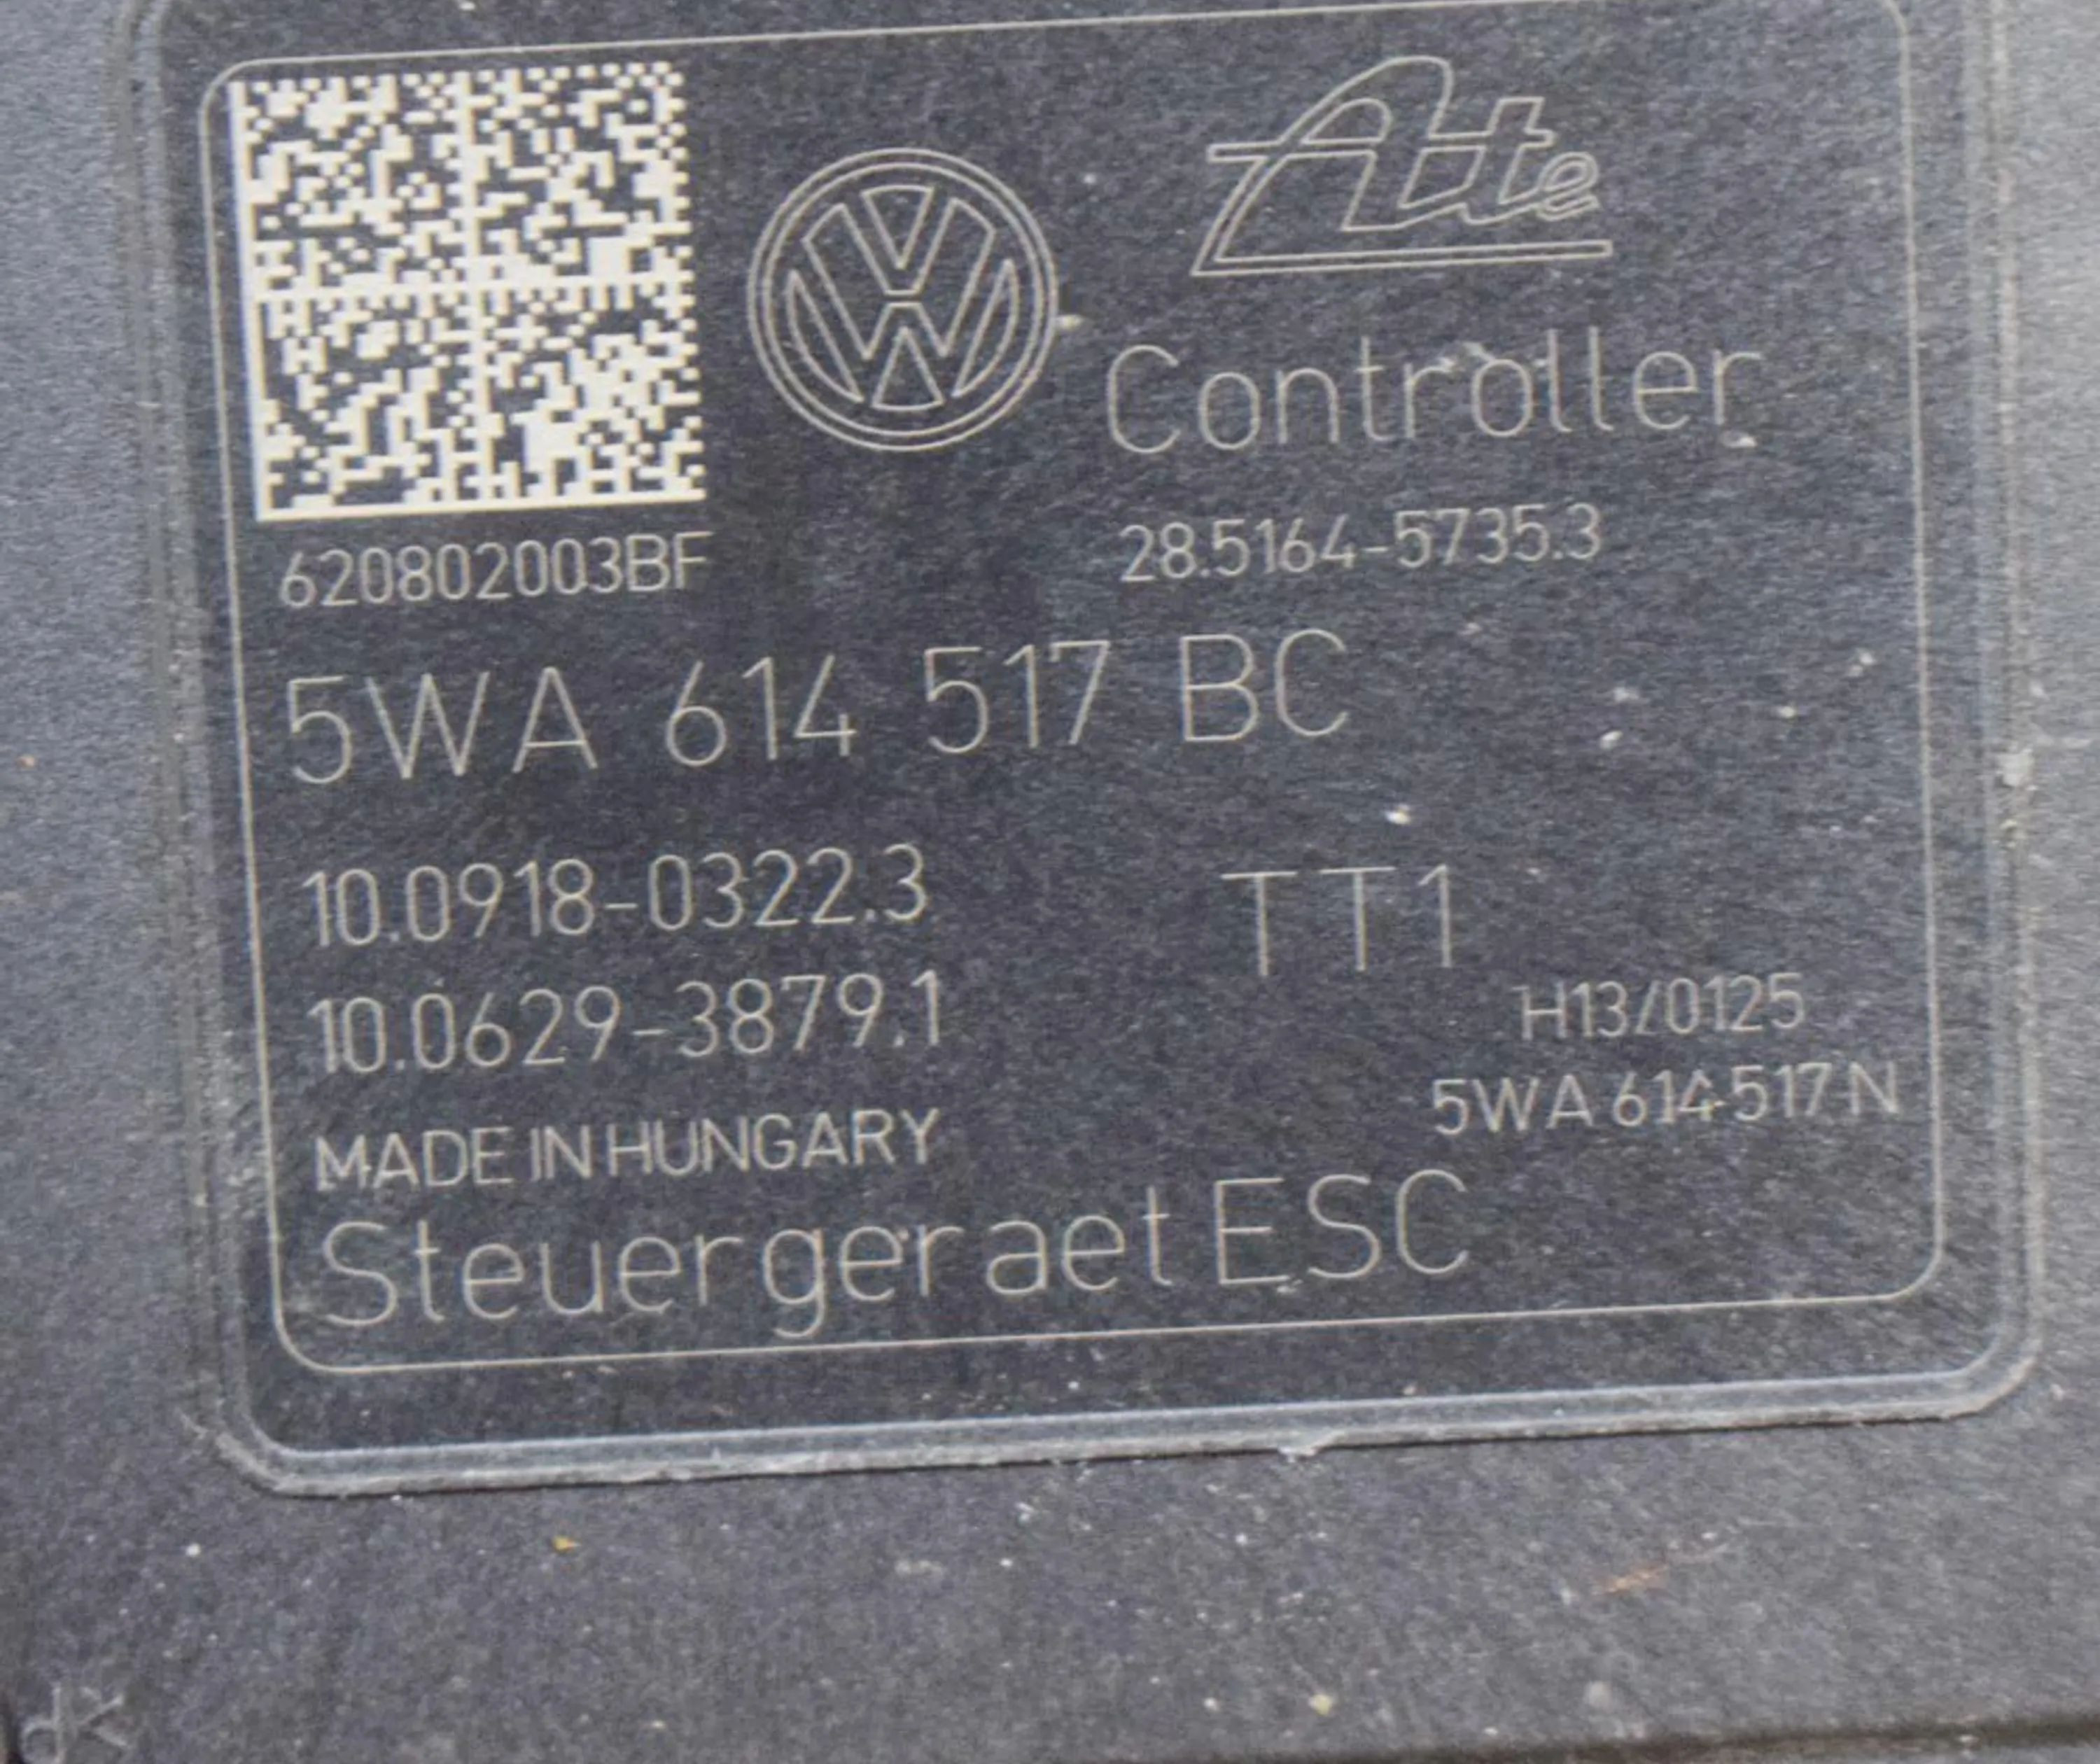 Ate
Controller
620802003BF
28.5164-5735.3
5WA 614 517 BC
10.0918-0322.3
TT1
10.0629-3879.1
H13/0125
5WA 614 517 N
MADE IN HUNGARY
Steuergeraet ESC